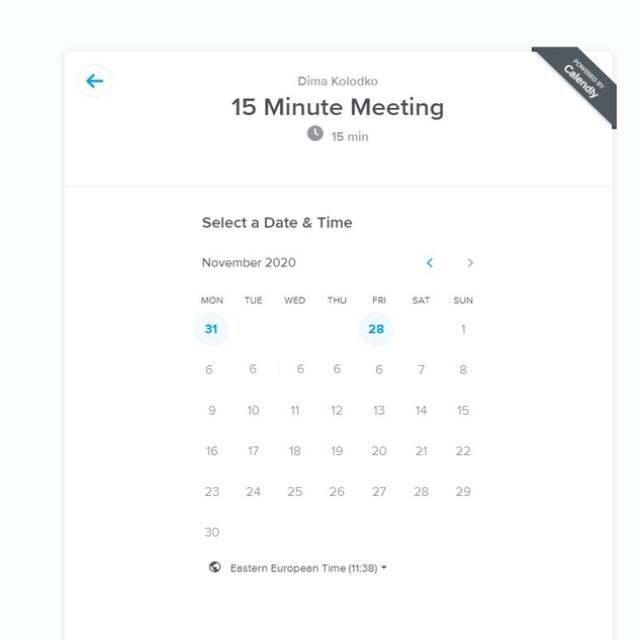 POWERED BY
Calendly
Dima Kolodko
15 Minute Meeting
15 min
Select a Date & Time
November 2020
MON TUE WED THU FRI SAT SUN
31 28 1
6 6 6 6 6 7 8
9 10 11 12 13 14 15
16 17 18 19 20 21 22
23 24 25 26 27 28 29
30
Eastern European Time (11:38)